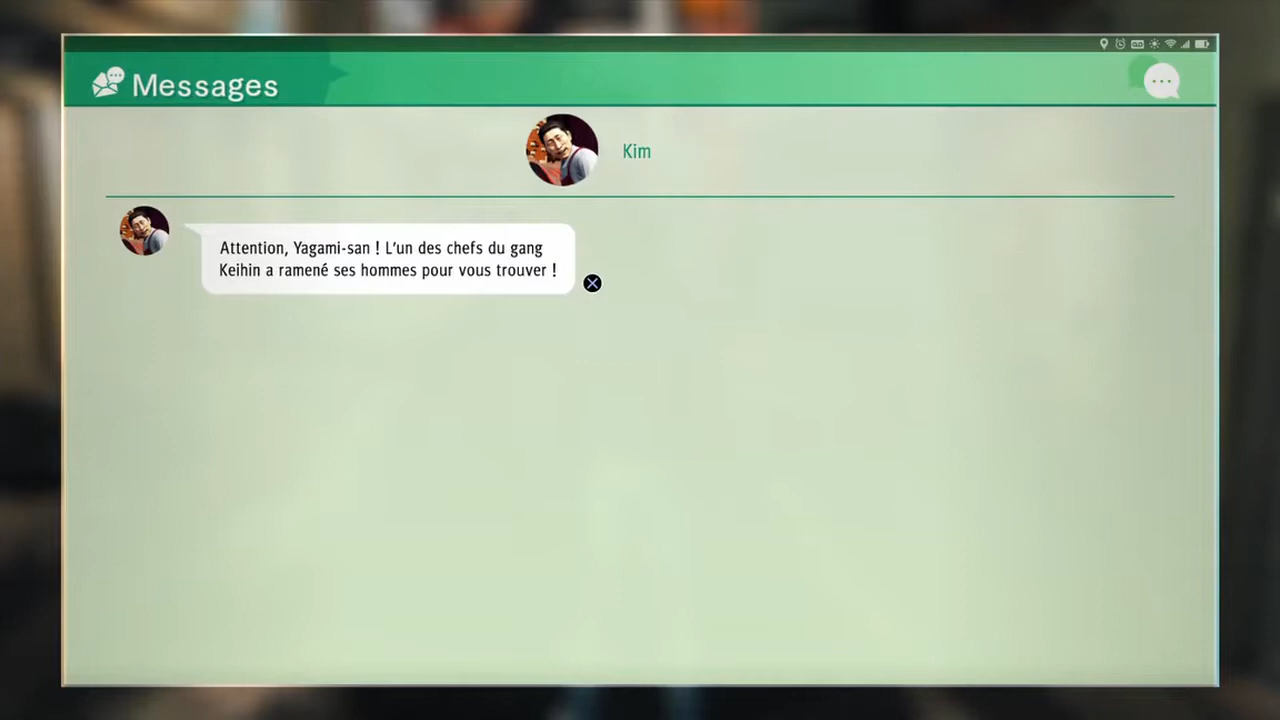 Messages
Kim
Attention, Yagami-san ! L'un des chefs du gang
Keihin a ramené ses hommes pour vous trouver !